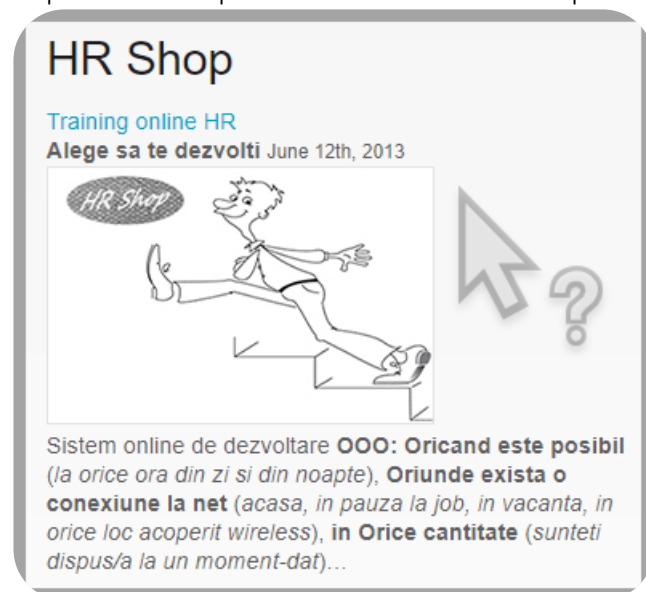 HR Shop
Training online HR
Alege sa te dezvolti June 12th, 2013
HR Shop
Sistem online de dezvoltare OOO: Oricand este posibil
(la orice ora din zi si din noapte), Oriunde exista o
conexiune la net (acasa, in pauza la job, in vacanta, in
orice loc acoperit wireless), in Orice cantitate (sunteti
dispus/a la un moment-dat)...
?